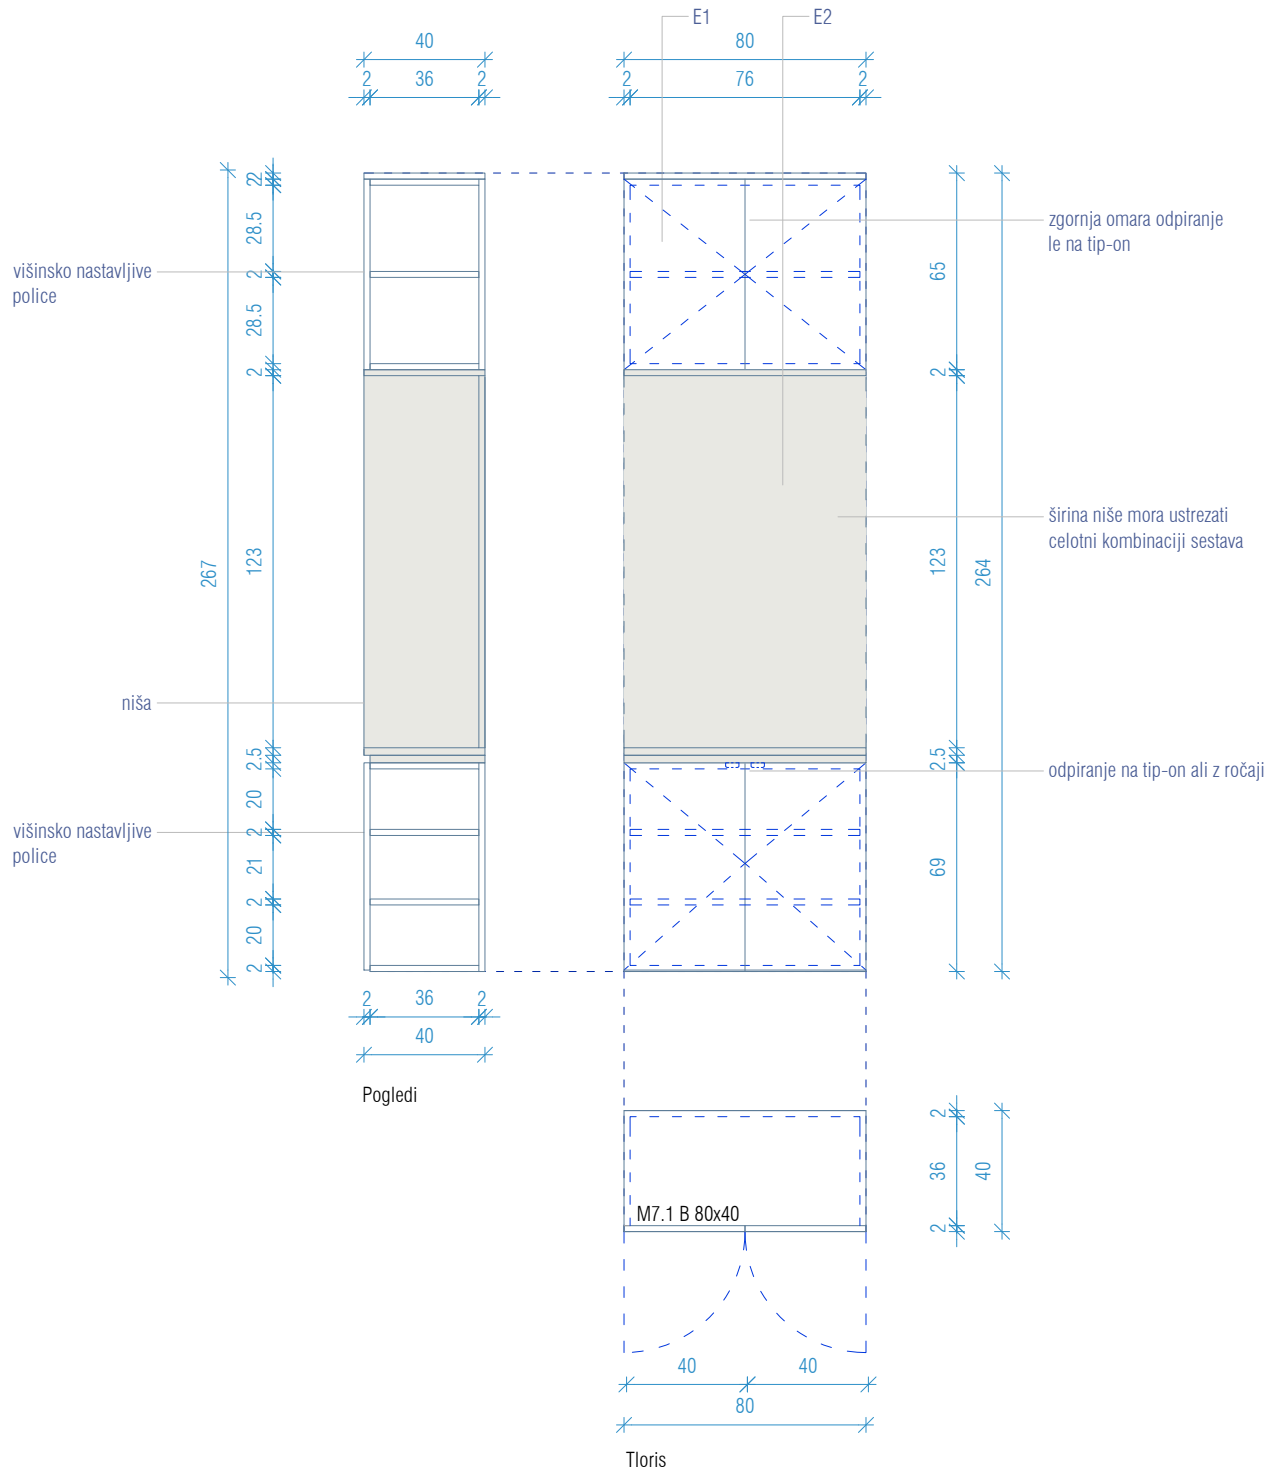 E1
E2
40
80
2 36 2
2 76 2
22
28.5
2
28.5
2
123
2.5
20
2
21
2
20
2
267
višinsko nastavljive
police
niša
višinsko nastavljive
police
zgornja omara odpiranje
le na tip-on
65
2
123
264
2.5
69
širina niše mora ustrezati
celotni kombinaciji sestava
odpiranje na tip-on ali z ročaji
2 36 2
40
Pogledi
2
36
2
40
M7.1 B 80x40
40 40
80
Tloris